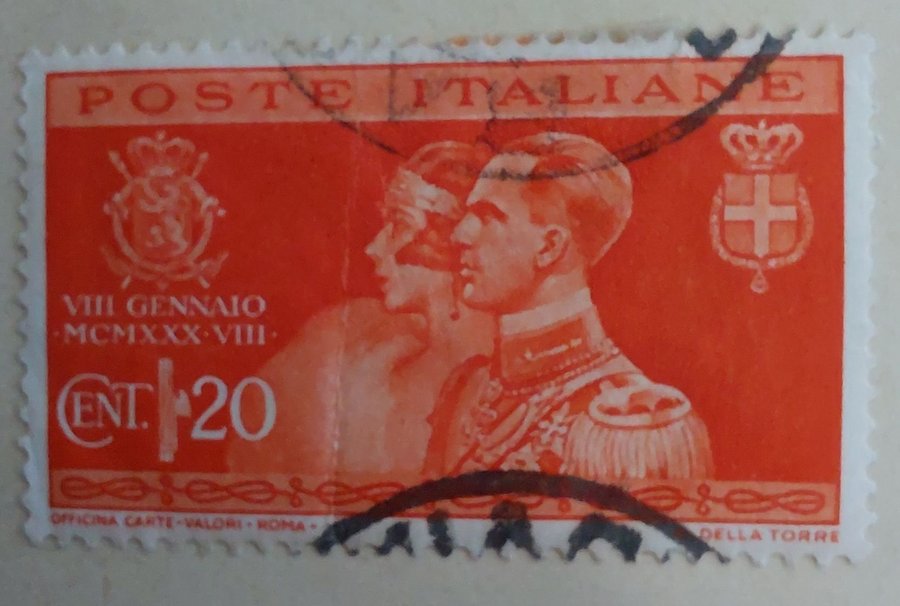 POSTE ITALIANE
VIII GENNAIO
·MCMXXX·VIII·
CENT. 20
OFFICINA CARTE-VALORI·ROMA·
DELLA TORRE